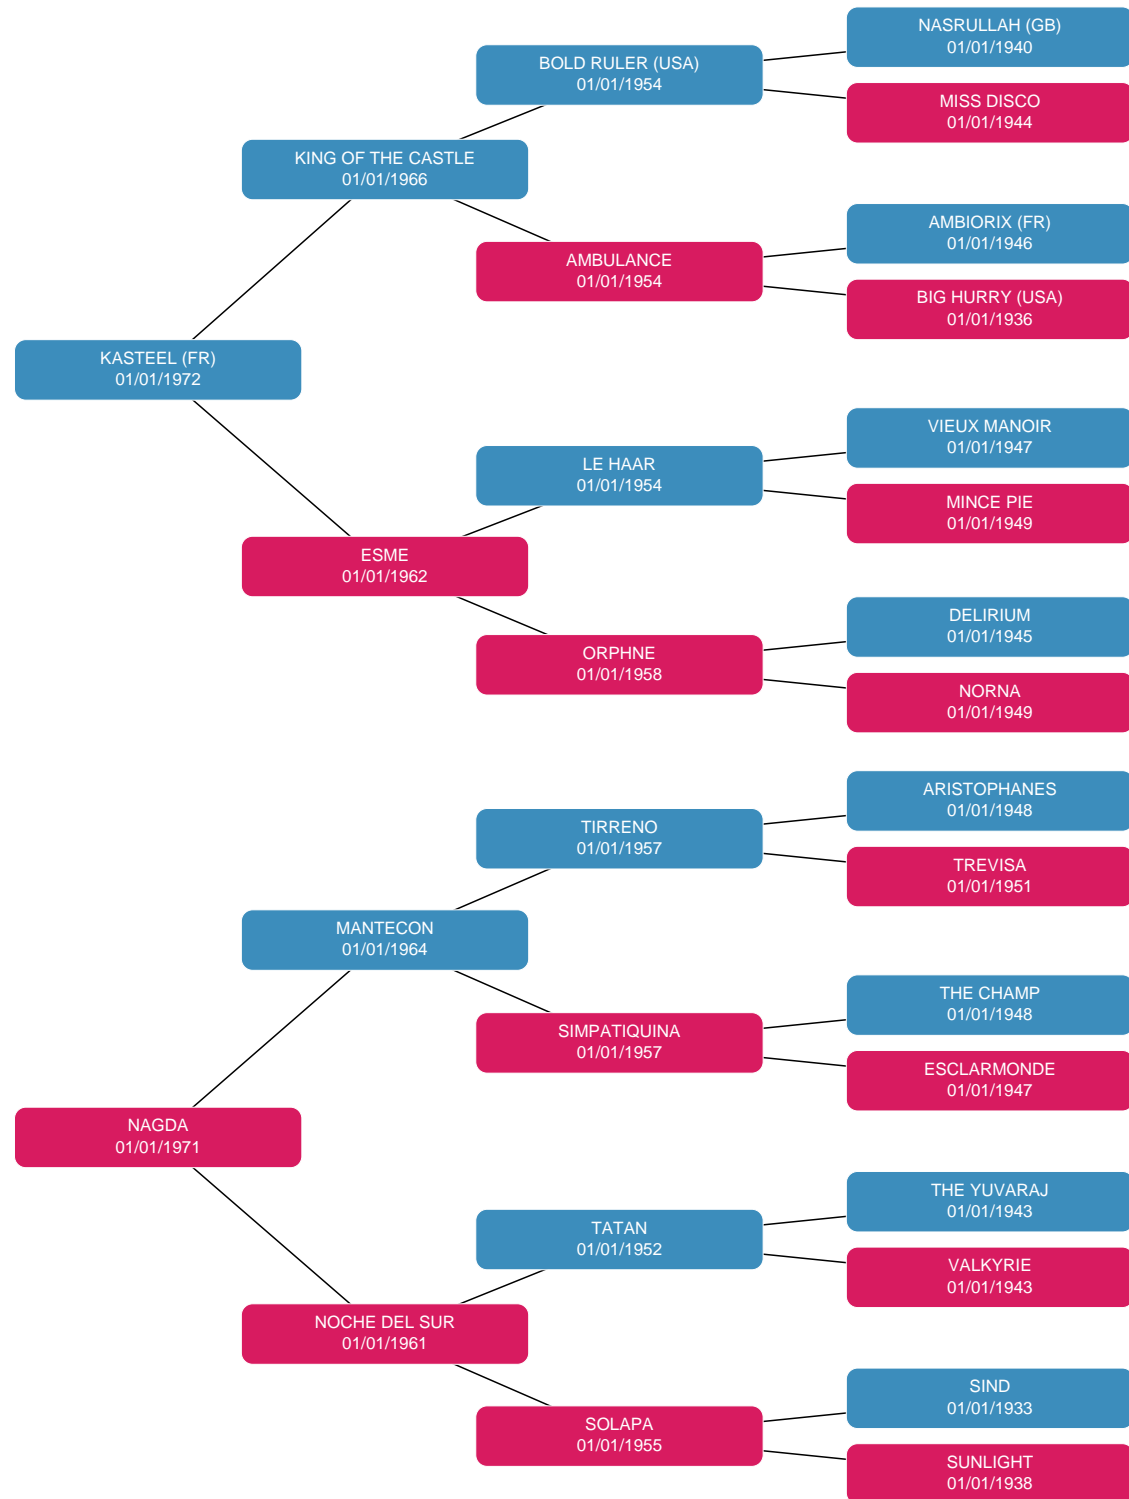 NASRULLAH (GB)
01/01/1940
BOLD RULER (USA)
01/01/1954
MISS DISCO
01/01/1944
KING OF THE CASTLE
01/01/1966
AMBIORIX (FR)
01/01/1946
AMBULANCE
01/01/1954
BIG HURRY (USA)
01/01/1936
KASTEEL (FR)
01/01/1972
VIEUX MANOIR
01/01/1947
LE HAAR
01/01/1954
MINCE PIE
01/01/1949
ESME
01/01/1962
DELIRIUM
01/01/1945
ORPHNE
01/01/1958
NORNA
01/01/1949
ARISTOPHANES
01/01/1948
TIRRENO
01/01/1957
TREVISA
01/01/1951
MANTECON
01/01/1964
THE CHAMP
01/01/1948
SIMPATIQUINA
01/01/1957
ESCLARMONDE
01/01/1947
NAGDA
01/01/1971
THE YUVARAJ
01/01/1943
TATAN
01/01/1952
VALKYRIE
01/01/1943
NOCHE DEL SUR
01/01/1961
SIND
01/01/1933
SOLAPA
01/01/1955
SUNLIGHT
01/01/1938